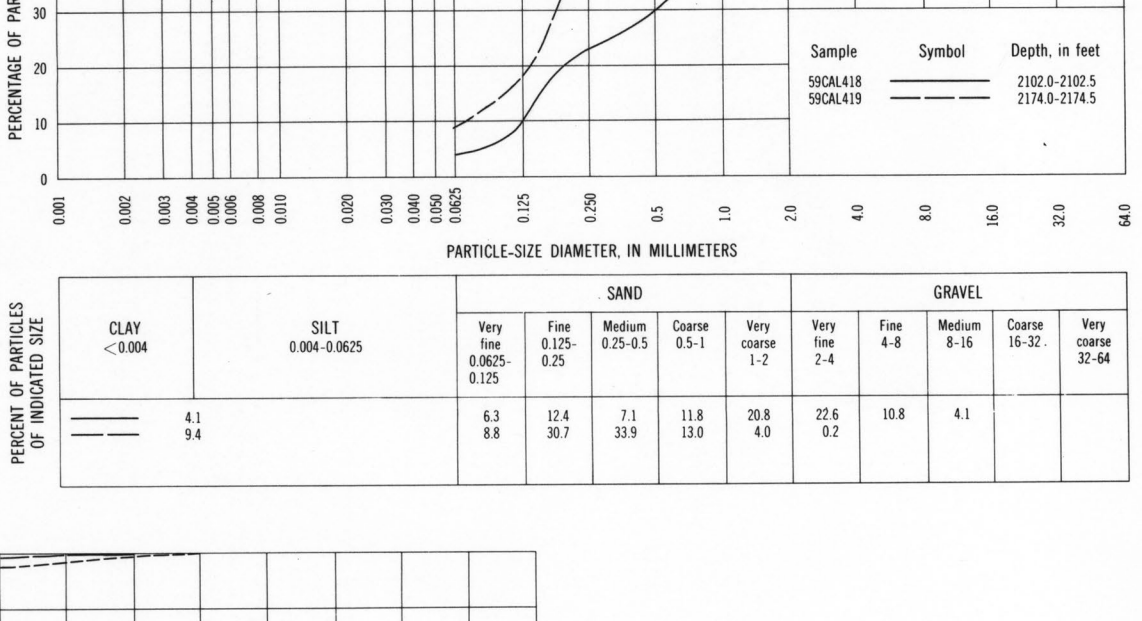 PERCENTAGE OF PAR
30
20
10
0
Sample Symbol Depth, in feet
59CAL418 2102.0-2102.5
59CAL419 2174.0-2174.5
0.001 0.002 0.003 0.004 0.005 0.006 0.008 0.010 0.020 0.030 0.040 0.050 0.0625 0.125 0.250 0.5 1.0 2.0 4.0 8.0 16.0 32.0 64.0
PARTICLE-SIZE DIAMETER, IN MILLIMETERS
PERCENT OF PARTICLES
OF INDICATED SIZE
SAND GRAVEL
CLAY
<0.004
SILT
0.004-0.0625
Very
fine
0.0625-
0.125
Fine
0.125-
0.25
Medium
0.25-0.5
Coarse
0.5-1
Very
coarse
1-2
Very
fine
2-4
Fine
4-8
Medium
8-16
Coarse
16-32
Very
coarse
32-64
4.1 6.3 12.4 7.1 11.8 20.8 22.6 10.8 4.1
9.4 8.8 30.7 33.9 13.0 4.0 0.2